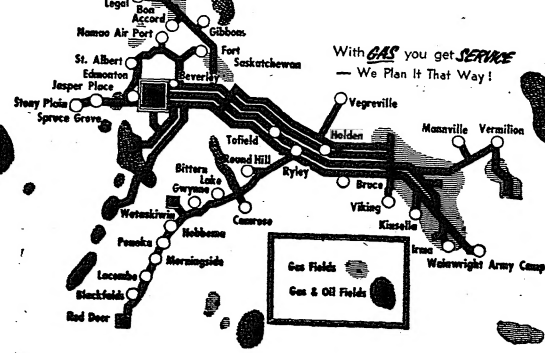 Legal
Bon
Accord
Gibbons
Namao Air Port
Fort
Saskatchewan
St. Albert
Edmonton
Beverley
Jasper Place
Stony Plain
Spruce Grove
With GAS you get SERVICE
— We Plan It That Way!
Vegreville
Tofield
Holden
Mannville
Vermilion
Round Hill
Ryley
Bruce
Bittern
Lake
Gwynne
Viking
Kinsella
Camrose
Wetaskiwin
Hobbema
Irma
Wainwright Army Camp
Ponoka
Morningside
Lacombe
Blackfalds
Red Deer
Gas Fields
Gas & Oil Fields